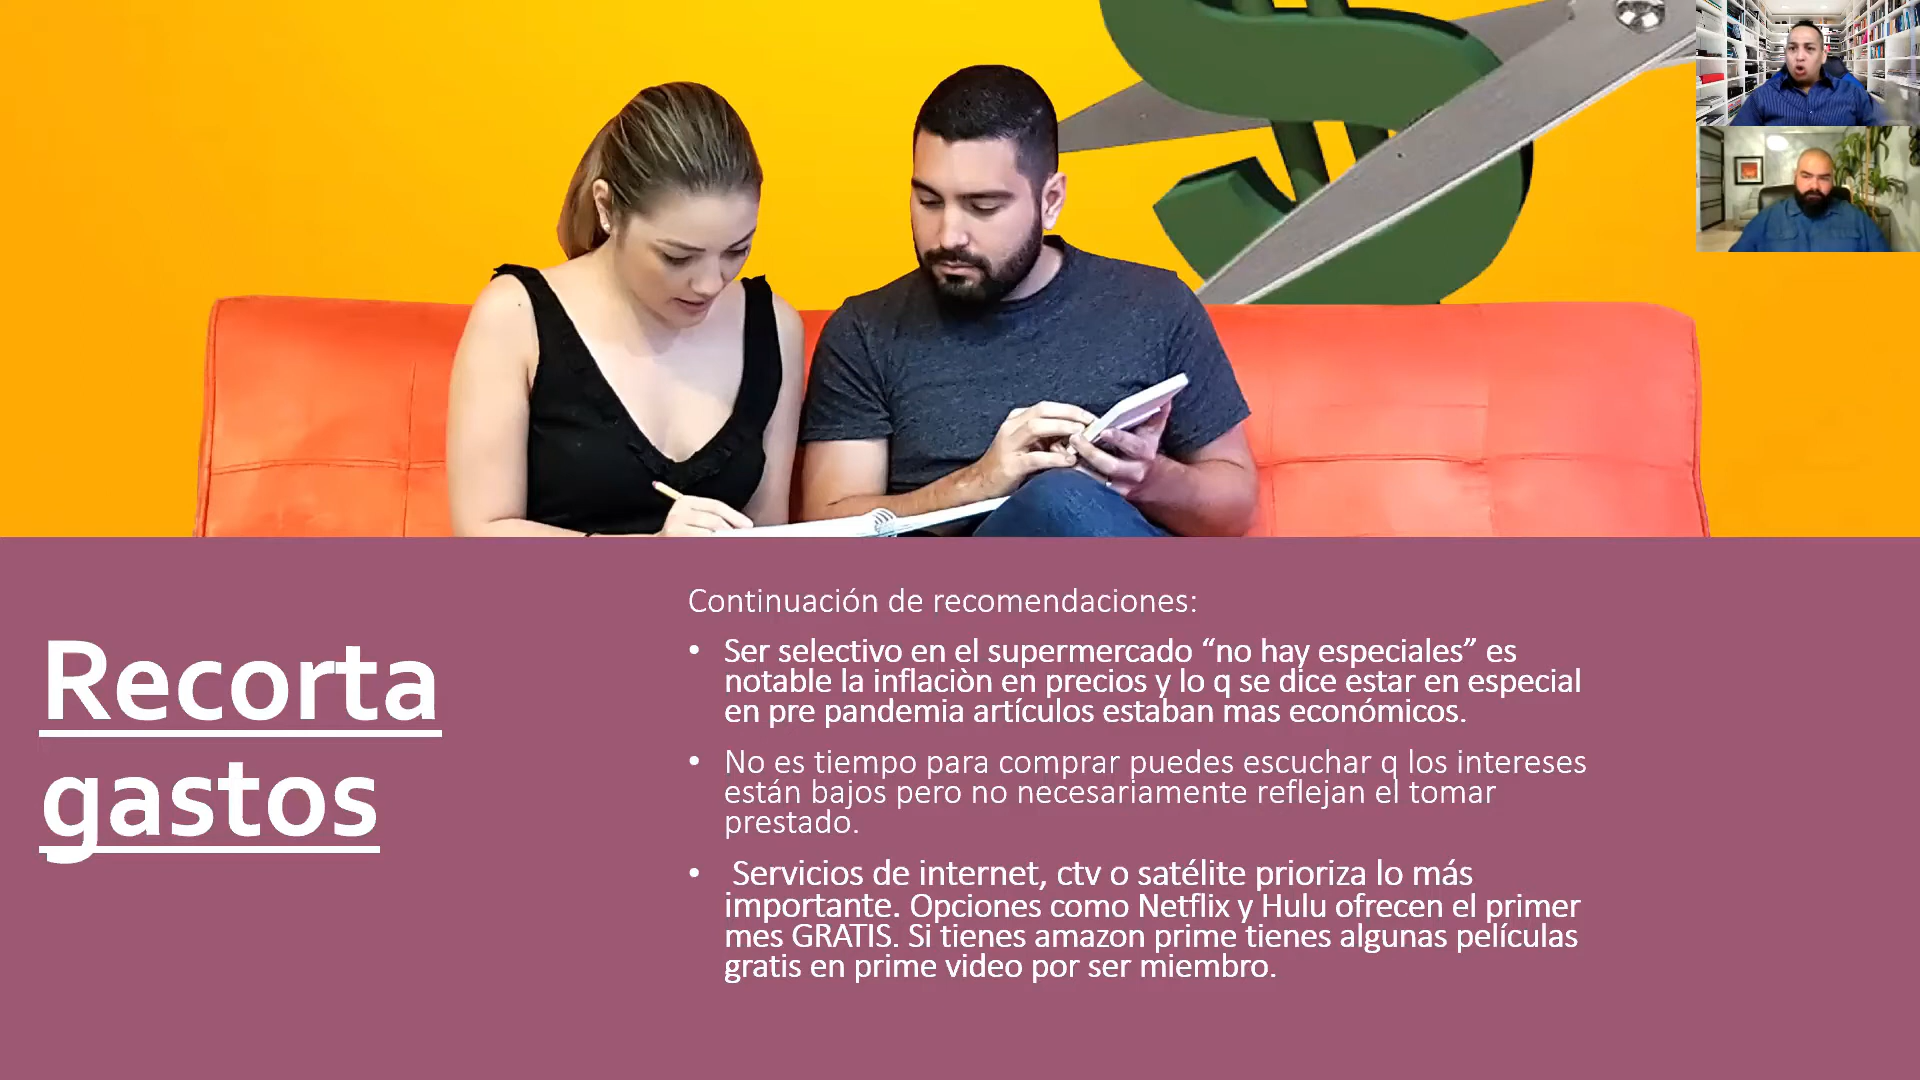 Recorta
gastos
Continuación de recomendaciones:
• Ser selectivo en el supermercado “no hay especiales” es
notable la inflaciòn en precios y lo q se dice estar en especial
en pre pandemia artículos estaban mas económicos.
• No es tiempo para comprar puedes escuchar q los intereses
están bajos pero no necesariamente reflejan el tomar
prestado.
• Servicios de internet, ctv o satélite prioriza lo más
importante. Opciones como Netflix y Hulu ofrecen el primer
mes GRATIS. Si tienes amazon prime tienes algunas películas
gratis en prime video por ser miembro.